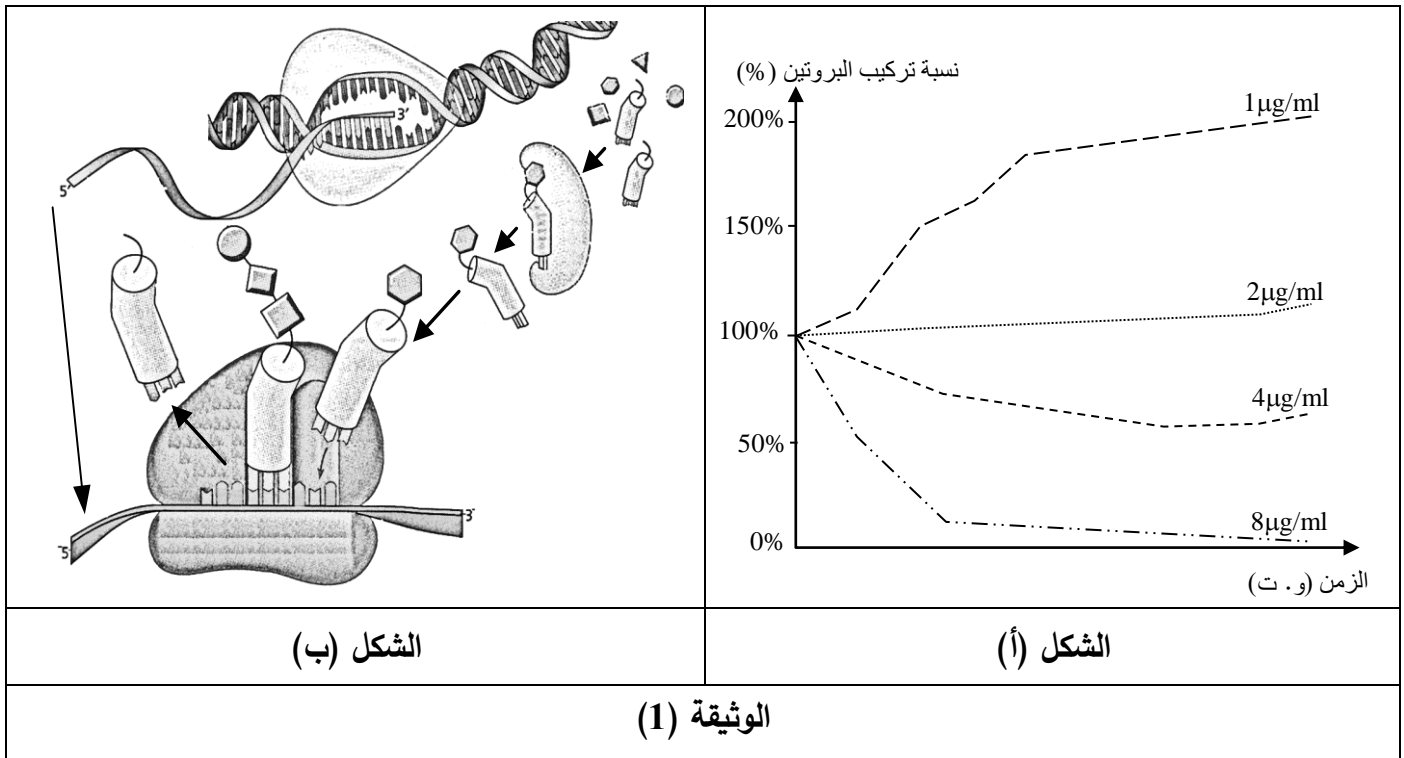 نسبة تركيب البروتين (%)
200%
150%
100%
50%
0%
1µg/ml
2µg/ml
4µg/ml
8µg/ml
الزمن (و. ت)
3'
5'
5'
3'
الشكل (أ)
الشكل (ب)
الوثيقة (1)